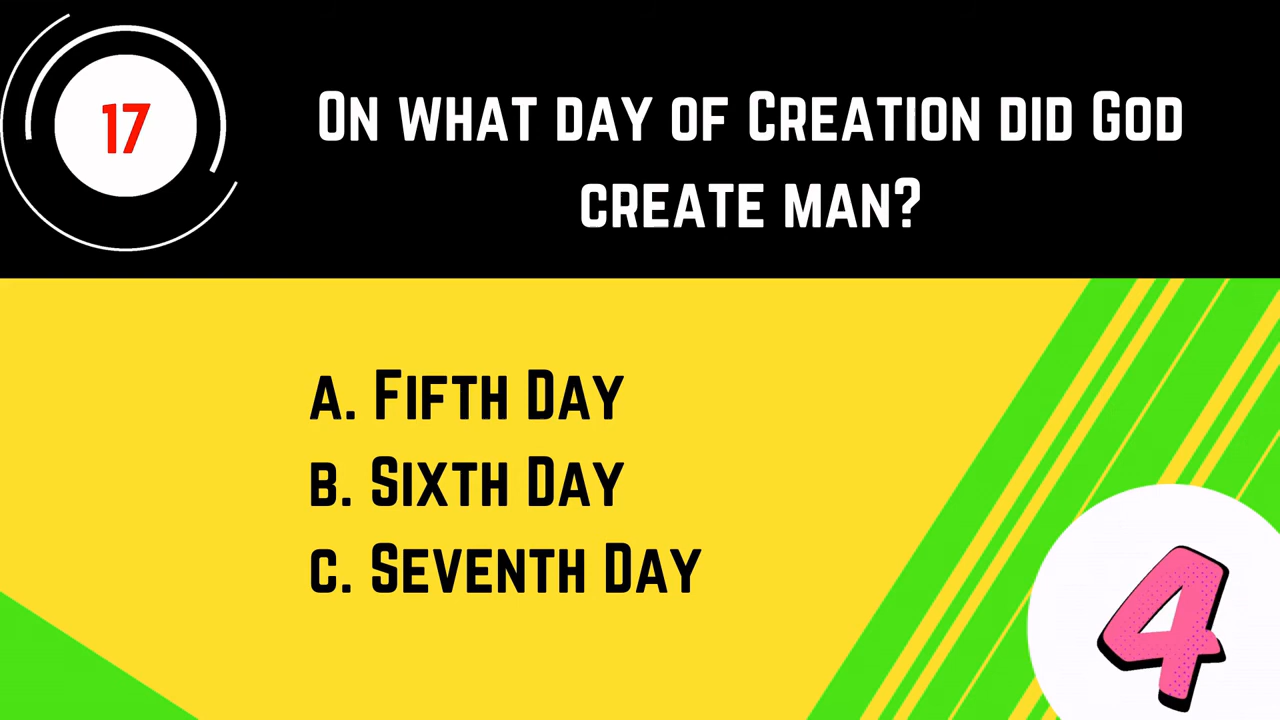 17
On what day of Creation did God
create man?
a. Fifth Day
b. Sixth Day
c. Seventh Day
4